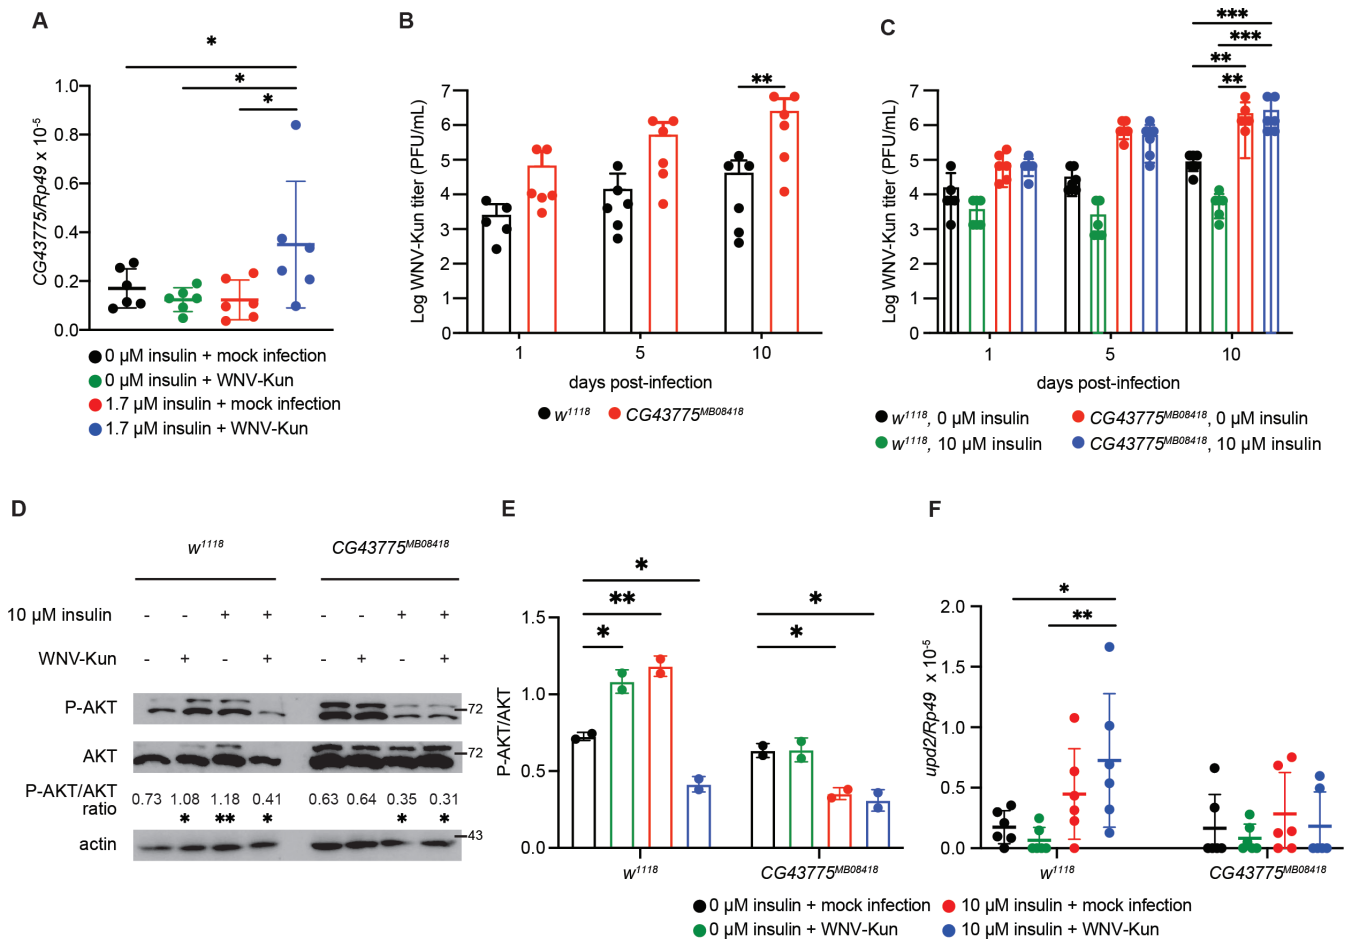 A
*
*
*
CG43775/Rp49 x 10⁻⁵
1.0
0.8
0.6
0.4
0.2
0.0
0 µM insulin + mock infection
0 µM insulin + WNV-Kun
1.7 µM insulin + mock infection
1.7 µM insulin + WNV-Kun
B
**
Log WNV-Kun titer (PFU/mL)
7
6
5
4
3
2
1
0
1 5 10
days post-infection
w¹¹¹⁸ CG43775ᴹᴮ⁰⁸⁴¹⁸
C
***
***
**
**
Log WNV-Kun titer (PFU/mL)
7
6
5
4
3
2
1
0
1 5 10
days post-infection
w¹¹¹⁸, 0 µM insulin CG43775ᴹᴮ⁰⁸⁴¹⁸, 0 µM insulin
w¹¹¹⁸, 10 µM insulin CG43775ᴹᴮ⁰⁸⁴¹⁸, 10 µM insulin
D
w¹¹¹⁸ CG43775ᴹᴮ⁰⁸⁴¹⁸
10 µM insulin - - + + - - + +
WNV-Kun - + - + - + - +
P-AKT 72
AKT 72
P-AKT/AKT ratio 0.73 1.08 1.18 0.41 0.63 0.64 0.35 0.31
* ** * * *
actin 43
E
*
**
*
*
*
P-AKT/AKT
1.5
1.0
0.5
0.0
w¹¹¹⁸ CG43775ᴹᴮ⁰⁸⁴¹⁸
F
*
**
upd2/Rp49 x 10⁻⁵
2.0
1.5
1.0
0.5
0.0
w¹¹¹⁸ CG43775ᴹᴮ⁰⁸⁴¹⁸
0 µM insulin + mock infection 10 µM insulin + mock infection
0 µM insulin + WNV-Kun 10 µM insulin + WNV-Kun